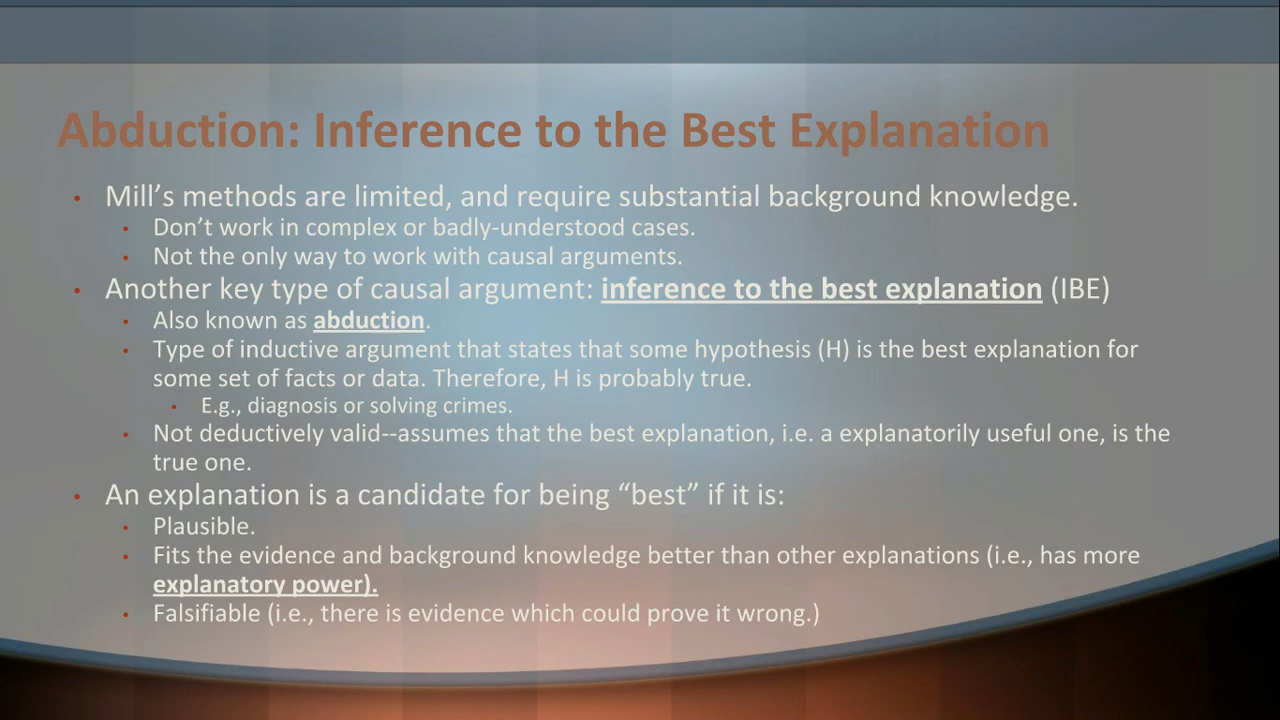 Abduction: Inference to the Best Explanation
• Mill’s methods are limited, and require substantial background knowledge.
• Don’t work in complex or badly-understood cases.
• Not the only way to work with causal arguments.
• Another key type of causal argument: inference to the best explanation (IBE)
• Also known as abduction.
• Type of inductive argument that states that some hypothesis (H) is the best explanation for
some set of facts or data. Therefore, H is probably true.
• E.g., diagnosis or solving crimes.
• Not deductively valid--assumes that the best explanation, i.e. a explanatorily useful one, is the
true one.
• An explanation is a candidate for being “best” if it is:
• Plausible.
• Fits the evidence and background knowledge better than other explanations (i.e., has more
explanatory power).
• Falsifiable (i.e., there is evidence which could prove it wrong.)